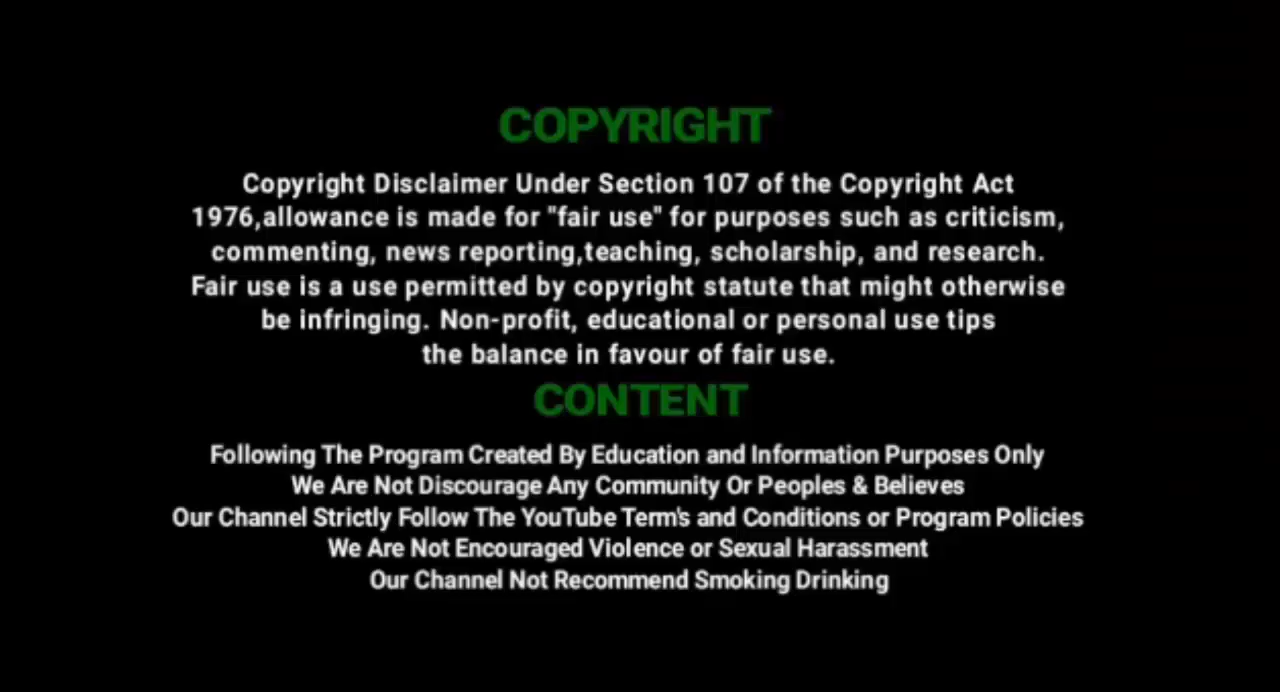 COPYRIGHT
Copyright Disclaimer Under Section 107 of the Copyright Act
1976,allowance is made for "fair use" for purposes such as criticism,
commenting, news reporting,teaching, scholarship, and research.
Fair use is a use permitted by copyright statute that might otherwise
be infringing. Non-profit, educational or personal use tips
the balance in favour of fair use.
CONTENT
Following The Program Created By Education and Information Purposes Only
We Are Not Discourage Any Community Or Peoples & Believes
Our Channel Strictly Follow The YouTube Term's and Conditions or Program Policies
We Are Not Encouraged Violence or Sexual Harassment
Our Channel Not Recommend Smoking Drinking